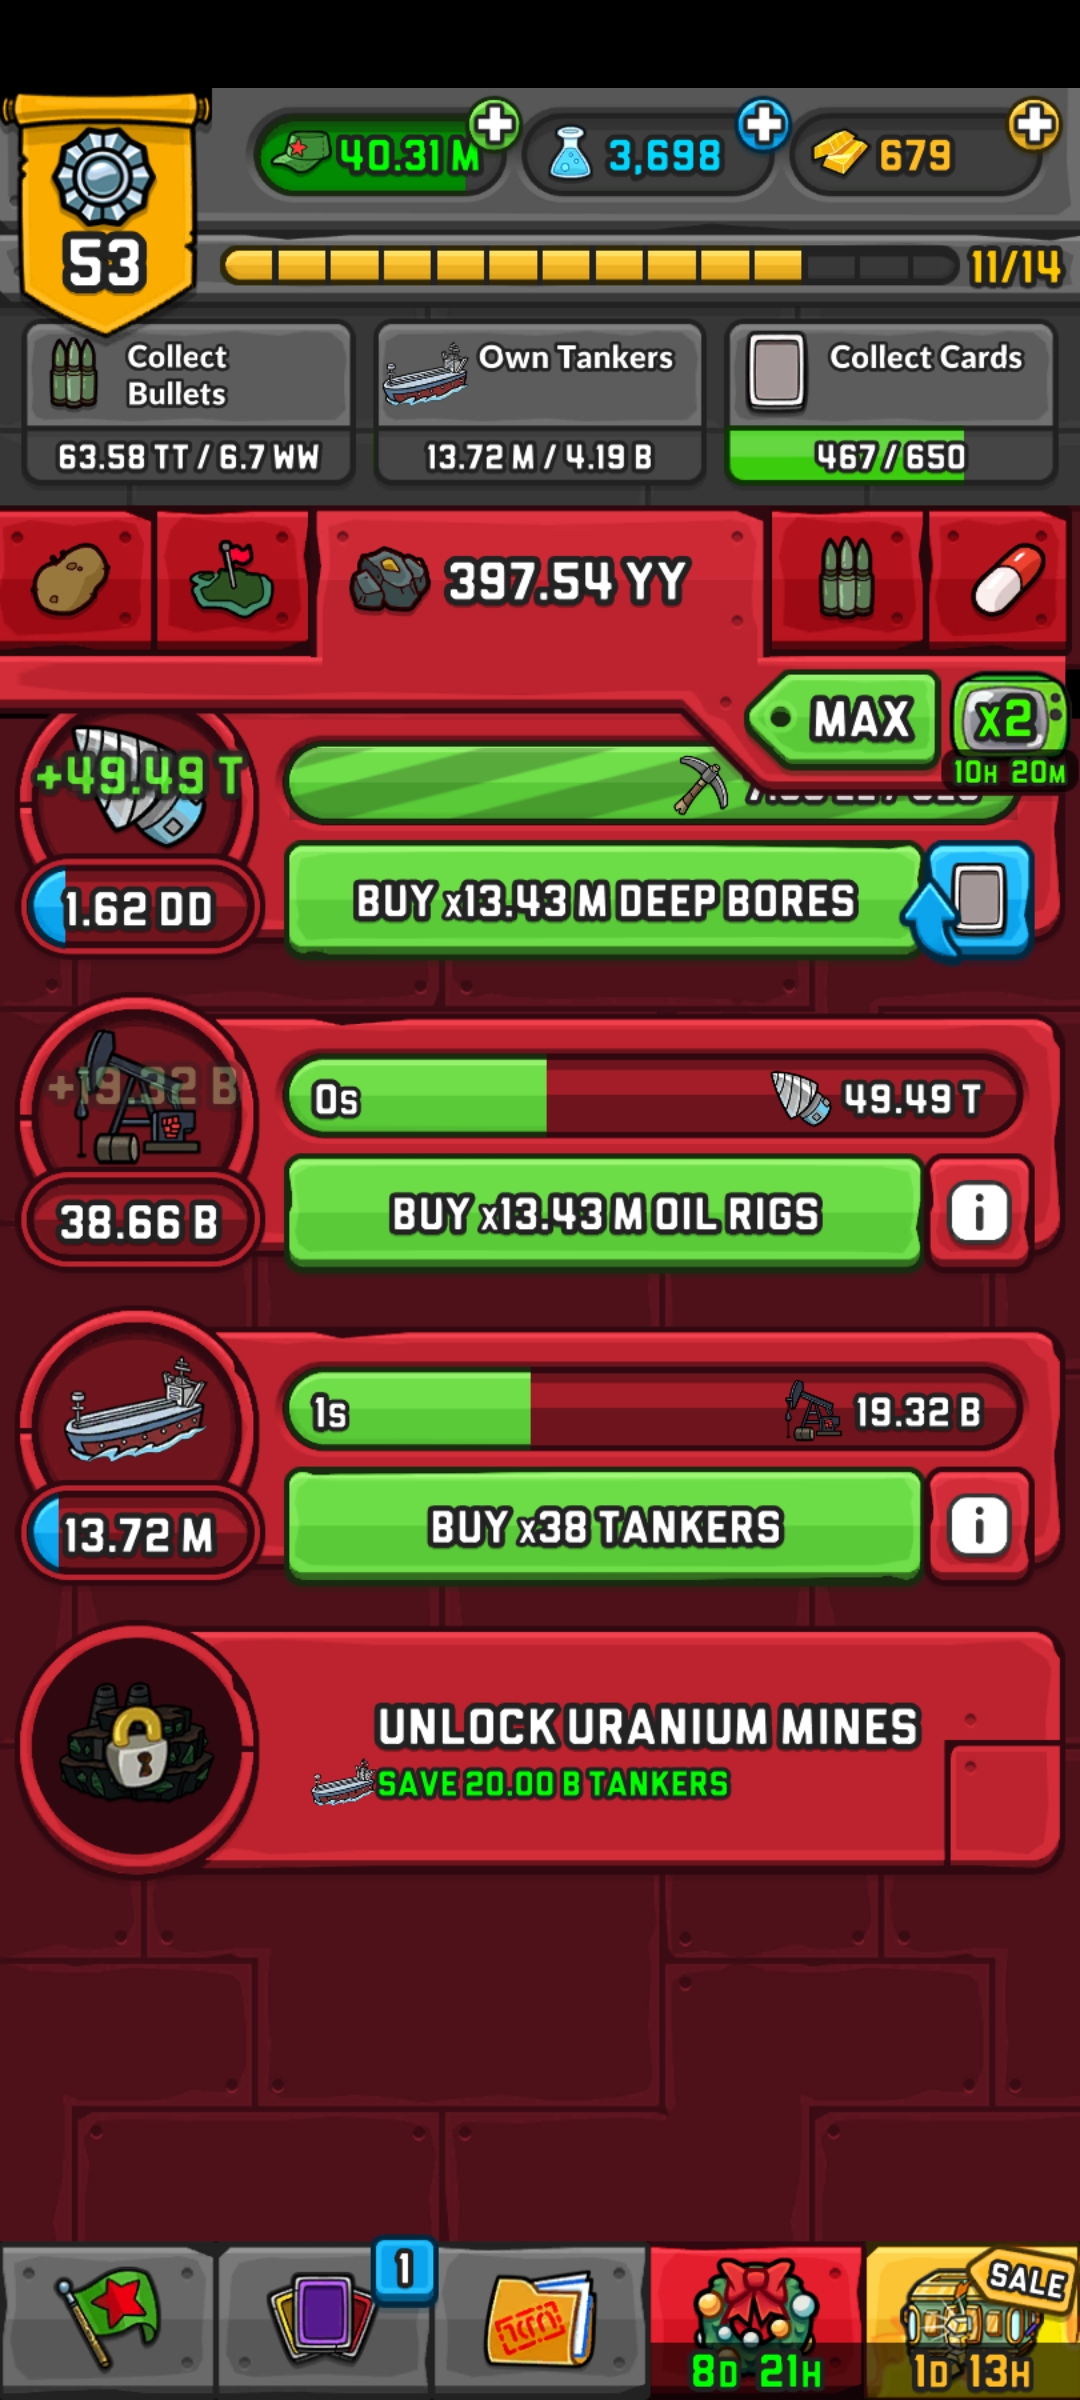 40.31 M
3,698
679
53
11/14
Collect
Bullets
Own Tankers
Collect Cards
63.58 TT / 6.7 WW
13.72 M / 4.19 B
467 / 650
397.54 YY
MAX
x2
10H 20M
+49.49 T
1.62 DD
BUY x13.43 M DEEP BORES
+19.32 B
0s
49.49 T
38.66 B
BUY x13.43 M OIL RIGS
i
1s
19.32 B
13.72 M
BUY x38 TANKERS
i
UNLOCK URANIUM MINES
SAVE 20.00 B TANKERS
1
SALE
8D 21H
1D 13H